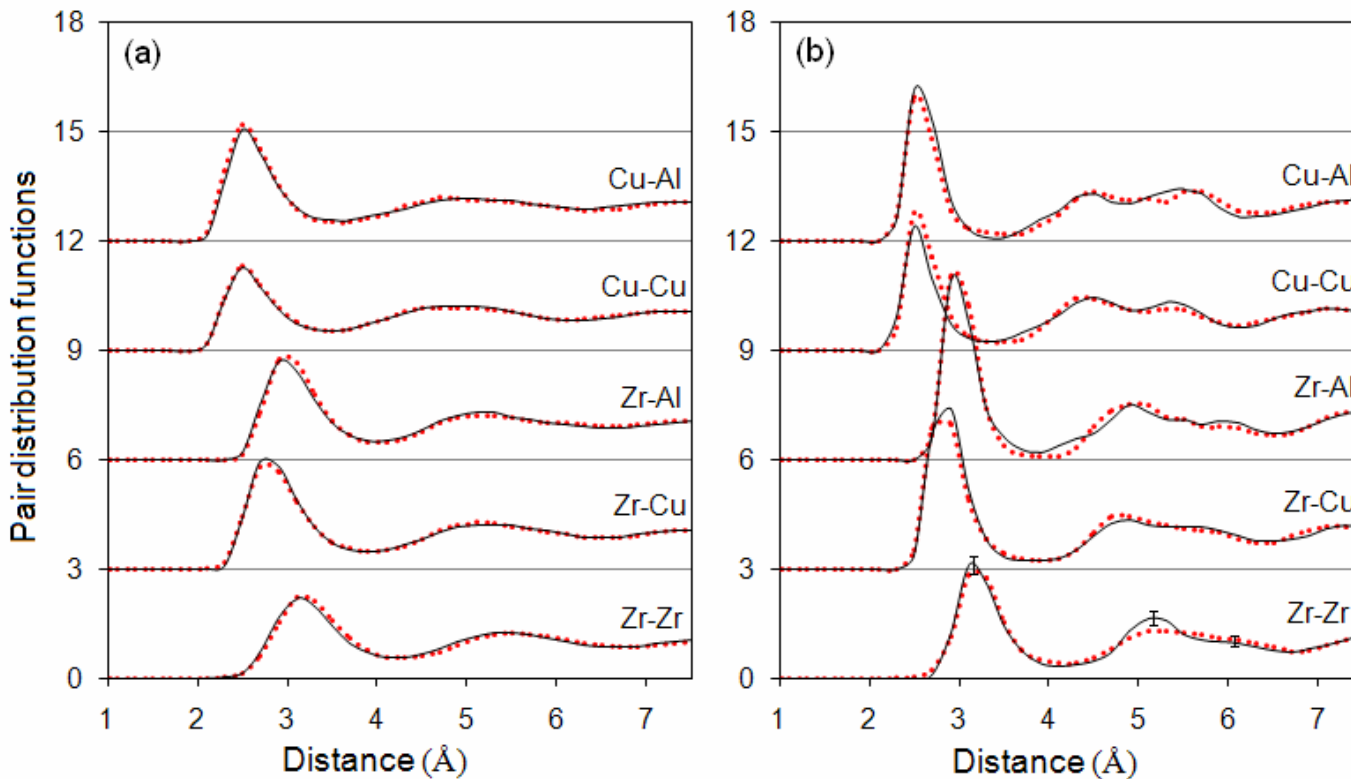 Pair distribution functions
(a)
18
15
12
9
6
3
0
Cu-Al
Cu-Cu
Zr-Al
Zr-Cu
Zr-Zr
1 2 3 4 5 6 7
Distance (Å)
(b)
18
15
12
9
6
3
0
Cu-Al
Cu-Cu
Zr-Al
Zr-Cu
Zr-Zr
1 2 3 4 5 6 7
Distance (Å)